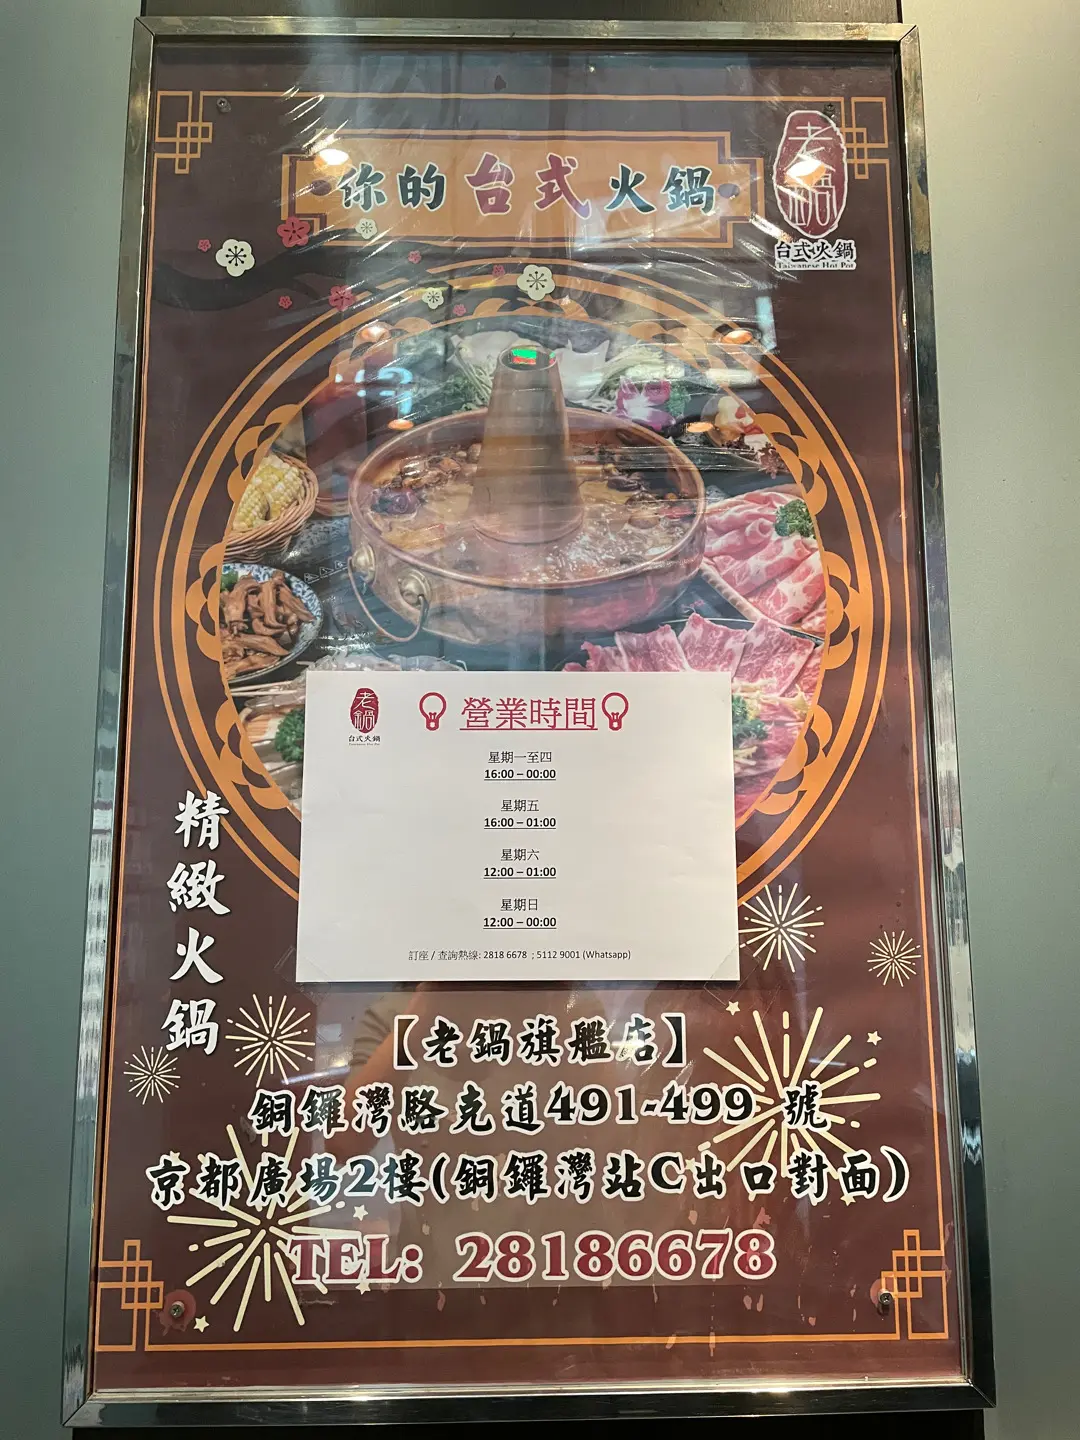 你的台式火鍋
老鍋
台式火鍋
Taiwanese Hot Pot
老鍋
台式火鍋
Taiwanese Hot Pot
營業時間
星期一至四
16:00 – 00:00
星期五
16:00 – 01:00
星期六
12:00 – 01:00
星期日
12:00 – 00:00
訂座 / 查詢熱線: 2818 6678 ; 5112 9001 (Whatsapp)
精緻火鍋
【老鍋旗艦店】
銅鑼灣駱克道491-499 號
京都廣場2樓(銅鑼灣站C出口對面)
TEL: 28186678